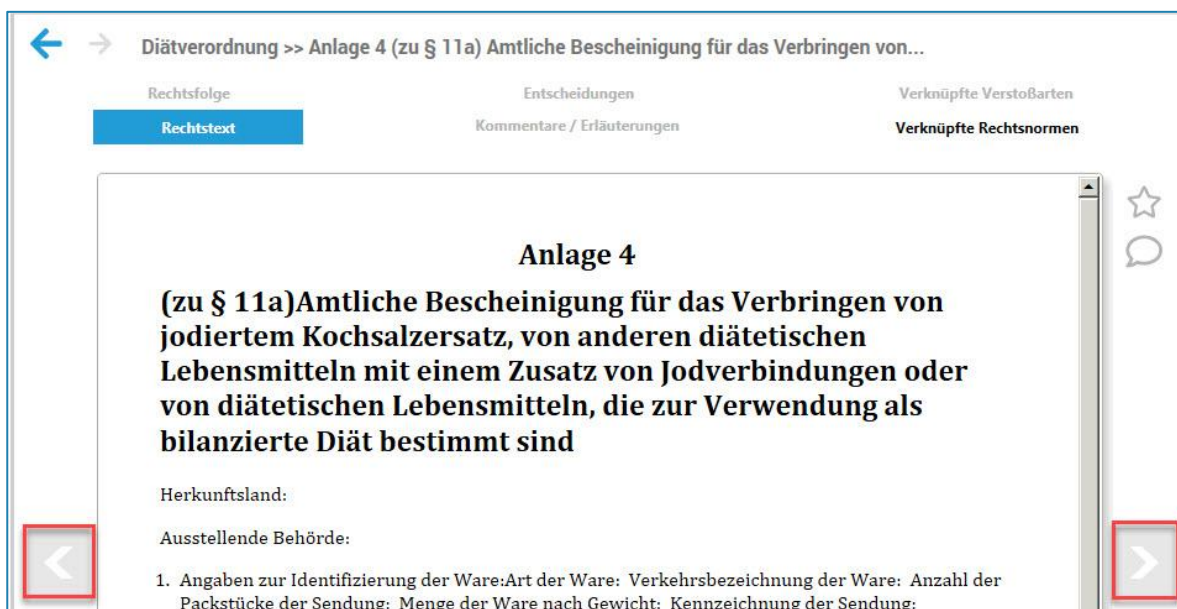 Diätverordnung >> Anlage 4 (zu § 11a) Amtliche Bescheinigung für das Verbringen von...
Rechtsfolge Entscheidungen Verknüpfte Verstoßarten
Rechtstext Kommentare / Erläuterungen Verknüpfte Rechtsnormen
Anlage 4
(zu § 11a)Amtliche Bescheinigung für das Verbringen von
jodiertem Kochsalzersatz, von anderen diätetischen
Lebensmitteln mit einem Zusatz von Jodverbindungen oder
von diätetischen Lebensmitteln, die zur Verwendung als
bilanzierte Diät bestimmt sind
Herkunftsland:
Ausstellende Behörde:
1. Angaben zur Identifizierung der Ware:Art der Ware: Verkehrsbezeichnung der Ware: Anzahl der
Packstücke der Sendung: Menge der Ware nach Gewicht: Kennzeichnung der Sendung: